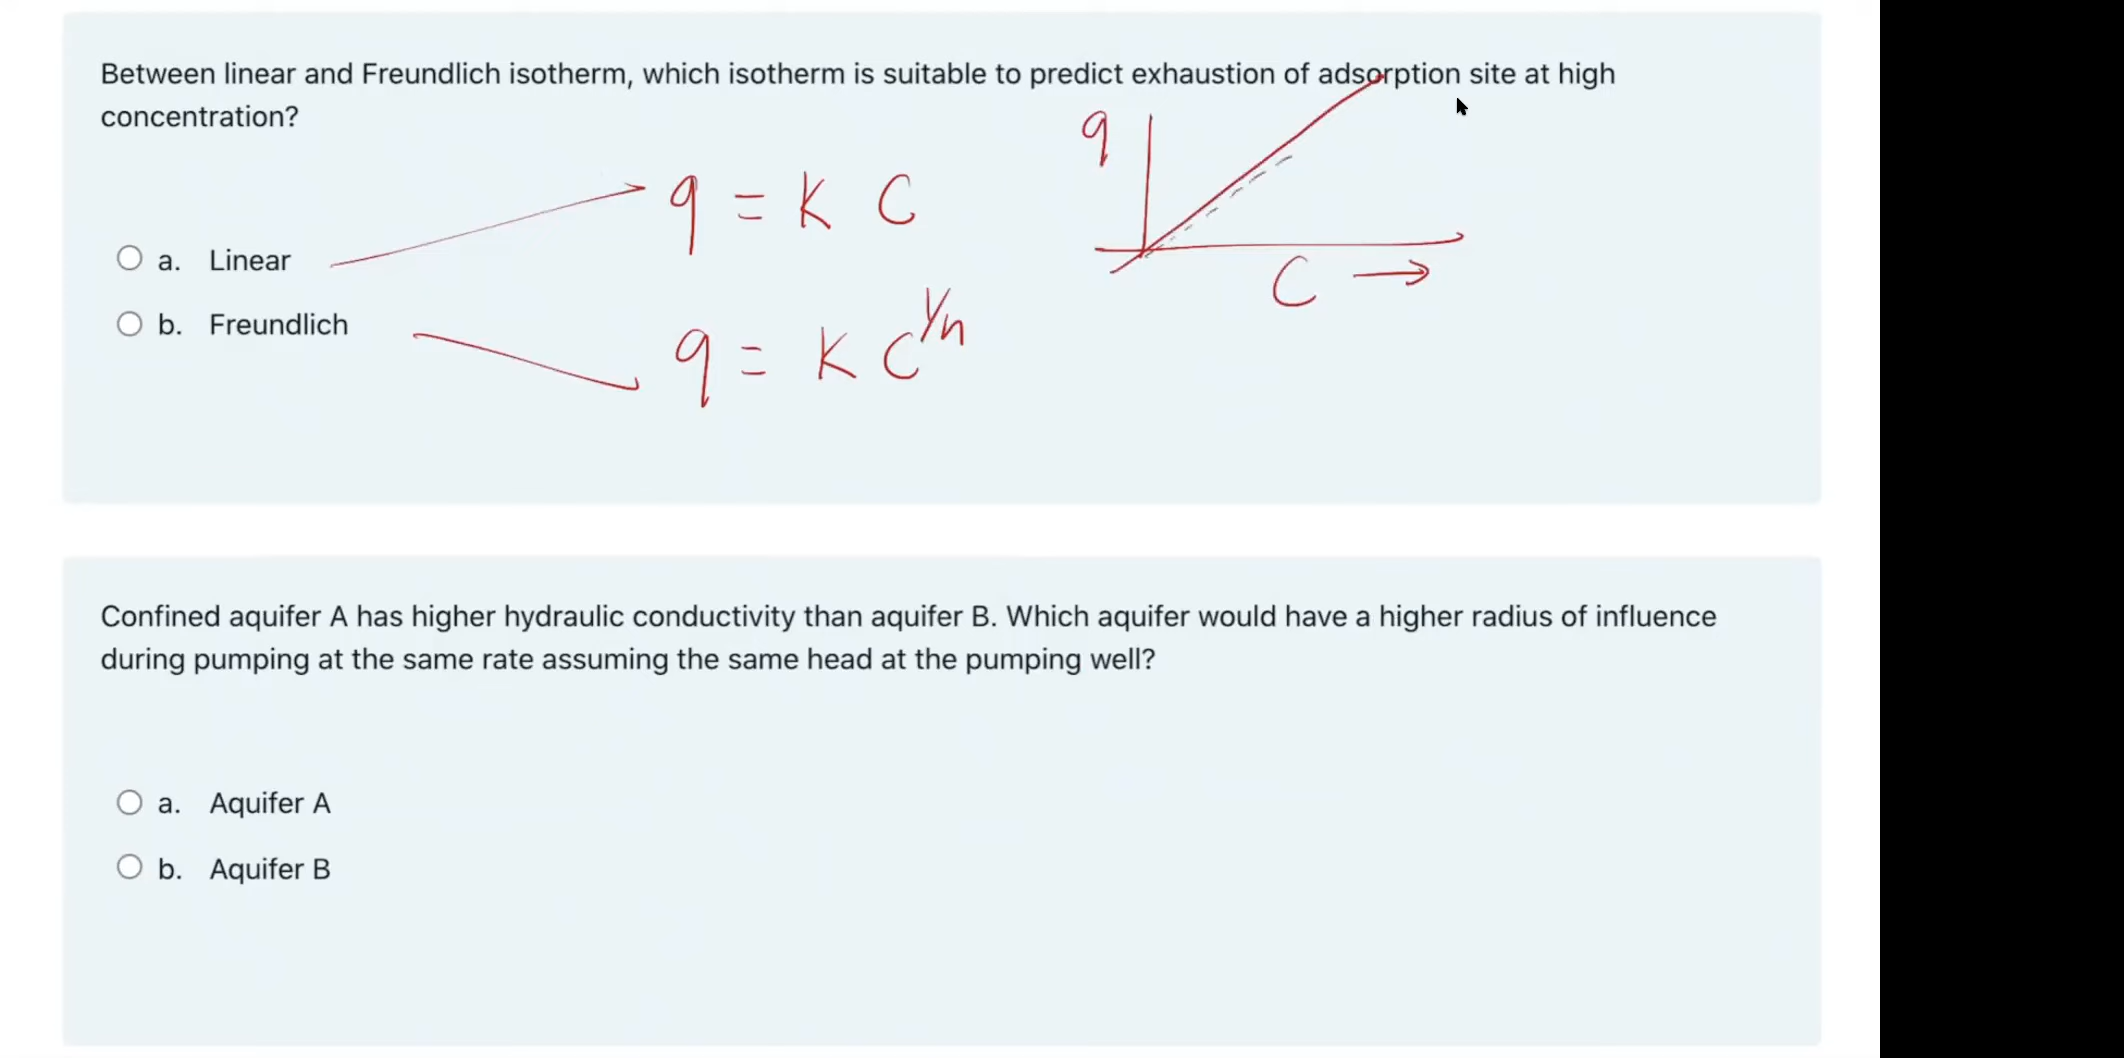 Between linear and Freundlich isotherm, which isotherm is suitable to predict exhaustion of adsorption site at high
concentration?
q
q = K C
a. Linear
C →
b. Freundlich
q = K C^1/n
Confined aquifer A has higher hydraulic conductivity than aquifer B. Which aquifer would have a higher radius of influence
during pumping at the same rate assuming the same head at the pumping well?
a. Aquifer A
b. Aquifer B